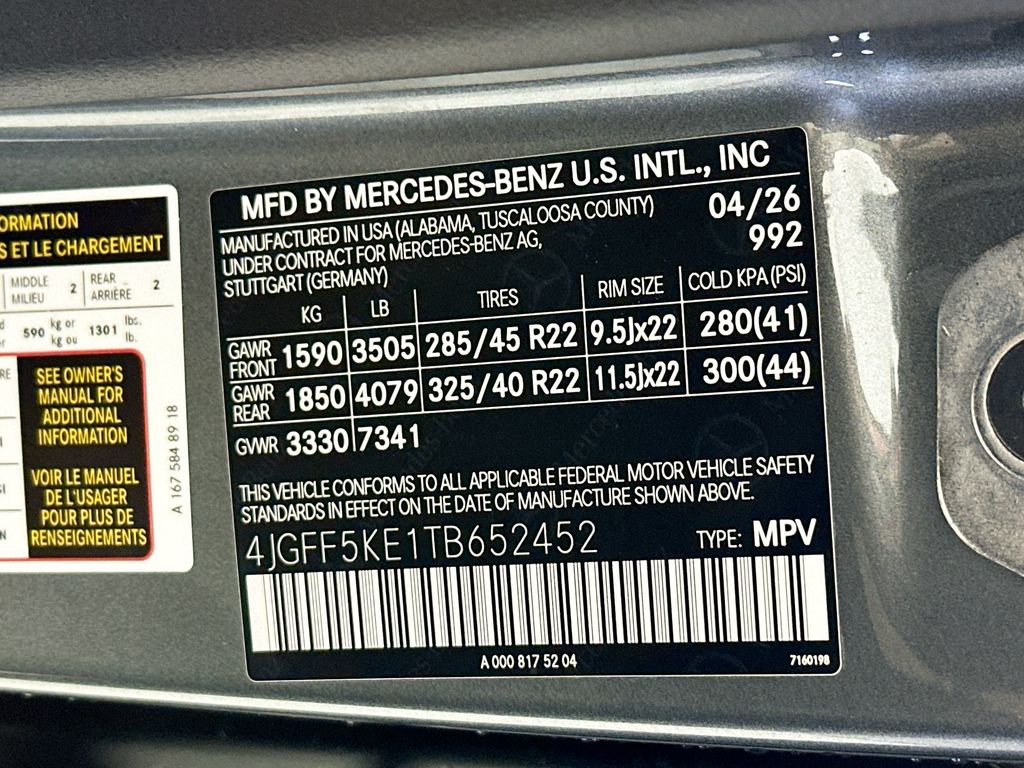 ORMATION
S ET LE CHARGEMENT
MIDDLE
MILIEU 2
REAR
ARRIÈRE 2
590 kg or
kg ou 1301 lbs.
lb.
SEE OWNER'S
MANUAL FOR
ADDITIONAL
INFORMATION
VOIR LE MANUEL
DE L'USAGER
POUR PLUS DE
RENSEIGNEMENTS
A 167 584 89 18
MFD BY MERCEDES-BENZ U.S. INTL., INC
MANUFACTURED IN USA (ALABAMA, TUSCALOOSA COUNTY) 04/26
UNDER CONTRACT FOR MERCEDES-BENZ AG, 992
STUTTGART (GERMANY)
KG LB TIRES RIM SIZE COLD KPA (PSI)
GAWR
FRONT 1590 3505 285/45 R22 9.5Jx22 280(41)
GAWR
REAR 1850 4079 325/40 R22 11.5Jx22 300(44)
GVWR 3330 7341
THIS VEHICLE CONFORMS TO ALL APPLICABLE FEDERAL MOTOR VEHICLE SAFETY
STANDARDS IN EFFECT ON THE DATE OF MANUFACTURE SHOWN ABOVE.
4JGFF5KE1TB652452 TYPE: MPV
A 000 817 52 04 7160198